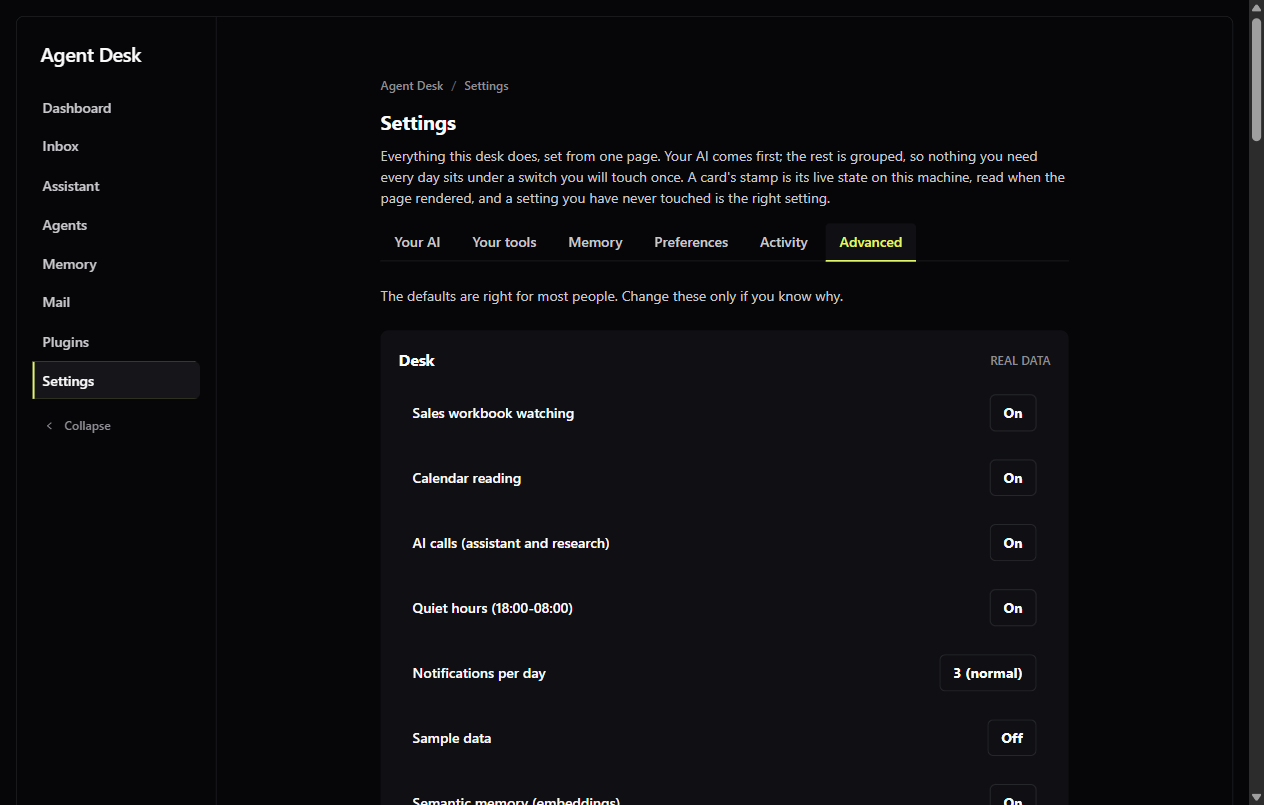 Agent Desk
Dashboard
Inbox
Assistant
Agents
Memory
Mail
Plugins
Settings
Collapse
Agent Desk / Settings
Settings
Everything this desk does, set from one page. Your AI comes first; the rest is grouped, so nothing you need
every day sits under a switch you will touch once. A card's stamp is its live state on this machine, read when the
page rendered, and a setting you have never touched is the right setting.
Your AI Your tools Memory Preferences Activity Advanced
The defaults are right for most people. Change these only if you know why.
Desk REAL DATA
Sales workbook watching On
Calendar reading On
AI calls (assistant and research) On
Quiet hours (18:00-08:00) On
Notifications per day 3 (normal)
Sample data Off
Semantic memory (embeddings) On